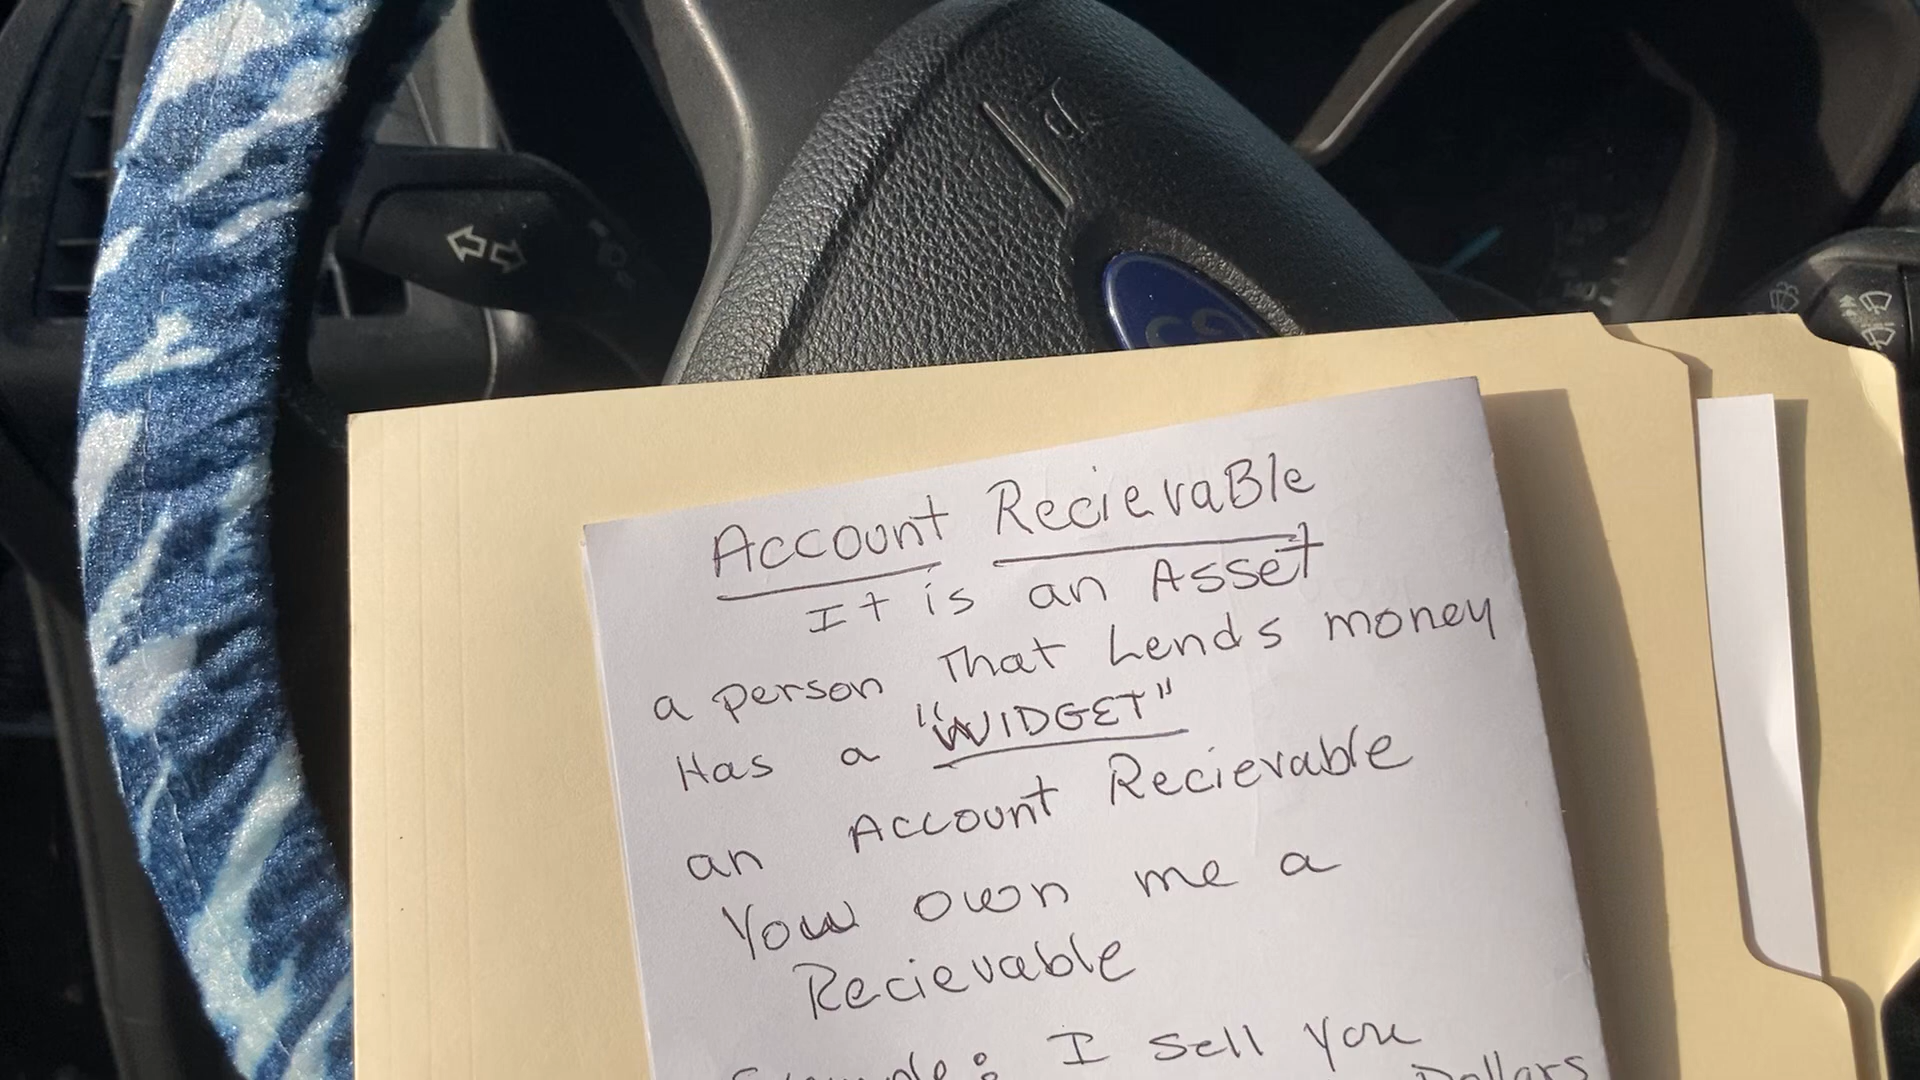 Account RecievaBle
It is an Asset
a person That Lends money
Has a "WIDGET"
an Account Recievable
You own me a
Recievable
: I sell You
Dollars